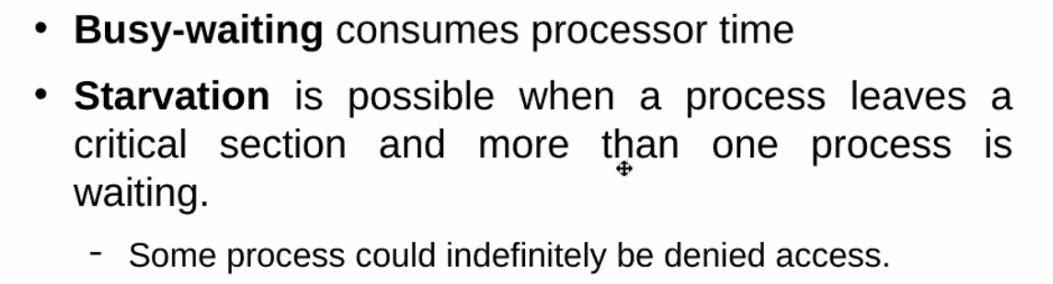 • Busy-waiting consumes processor time
• Starvation is possible when a process leaves a
critical section and more than one process is
waiting.
– Some process could indefinitely be denied access.